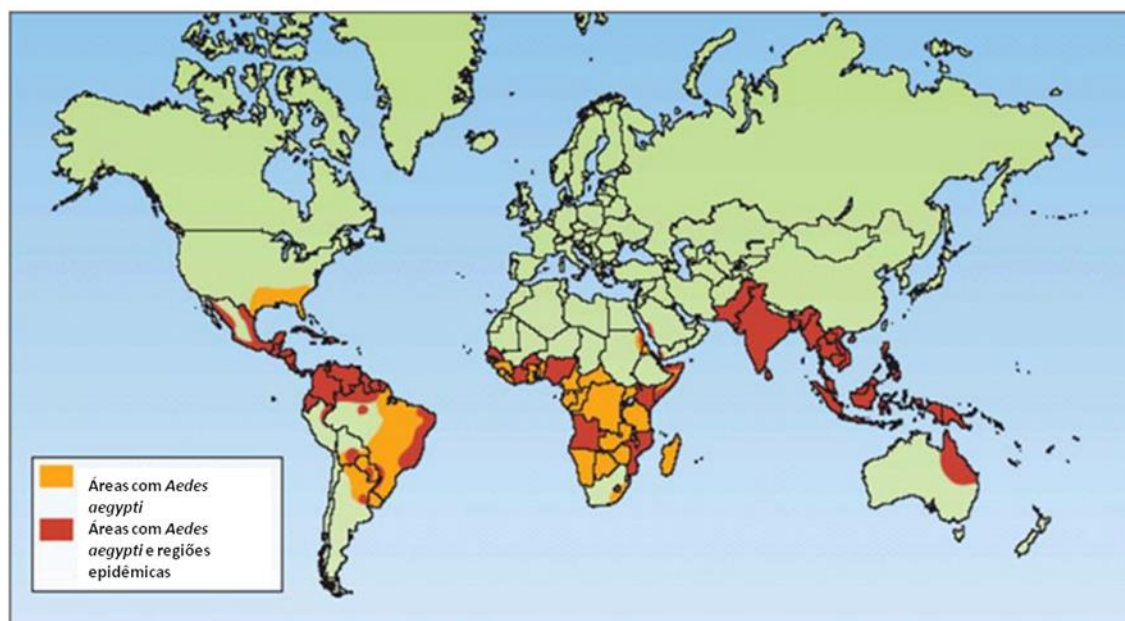 Áreas com Aedes
aegypti
Áreas com Aedes
aegypti e regiões
epidêmicas